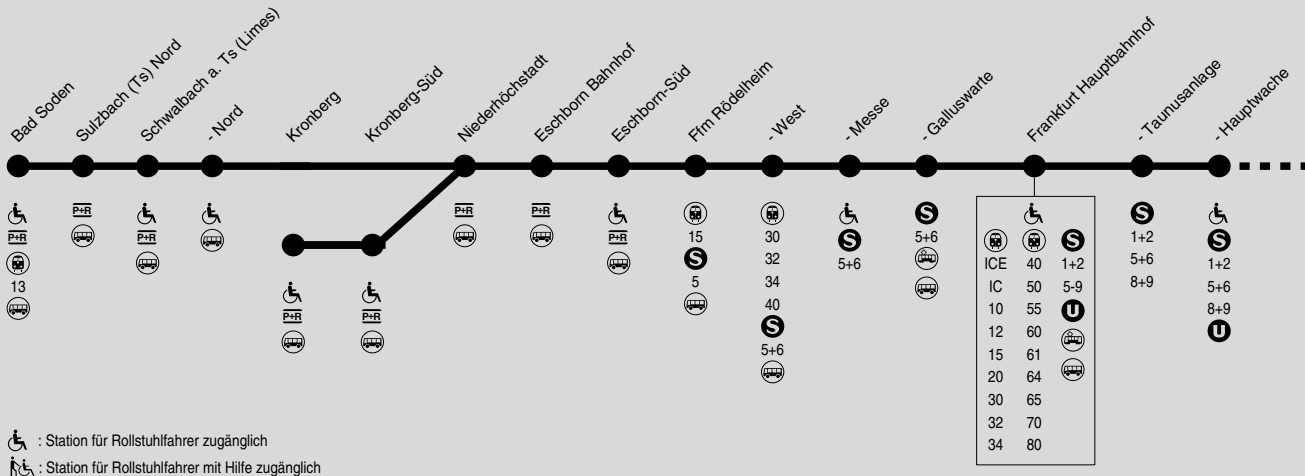 Bad Soden
Sulzbach (Ts) Nord
Schwalbach a. Ts (Limes)
- Nord
Kronberg
Kronberg-Süd
Niederhöchstadt
Eschborn Bahnhof
Eschborn-Süd
Ffm Rödelheim
- West
- Messe
- Galluswarte
Frankfurt Hauptbahnhof
- Taunusanlage
- Hauptwache
P+R
13
P+R
P+R
P+R
P+R
P+R
P+R
P+R
15
S
5
30
32
34
40
S
5+6
S
5+6
S
5+6
ICE
IC
10
12
15
20
30
32
34
40
50
55
60
61
64
65
70
80
S
1+2
5-9
U
S
1+2
5+6
8+9
S
1+2
5+6
8+9
U
: Station für Rollstuhlfahrer zugänglich
: Station für Rollstuhlfahrer mit Hilfe zugänglich